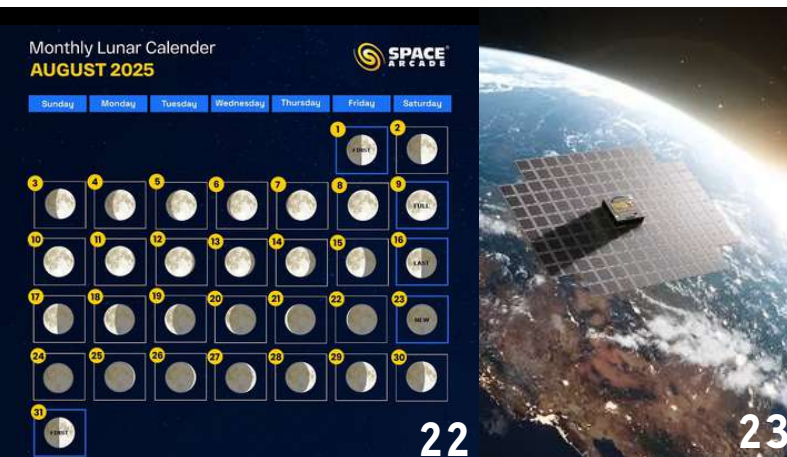 Monthly Lunar Calender
AUGUST 2025
SPACE
ARCADE
Sunday Monday Tuesday Wednesday Thursday Friday Saturday
1 2
FIRST
3 4 5 6 7 8 9
FULL
10 11 12 13 14 15 16
LAST
17 18 19 20 21 22 23
NEW
24 25 26 27 28 29 30
31
FIRST
22
23